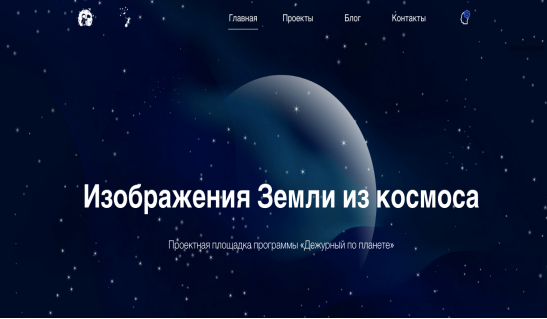 Главная Проекты Блог Контакты
Изображения Земли из космоса
Проектная площадка программы «Дежурный по планете»